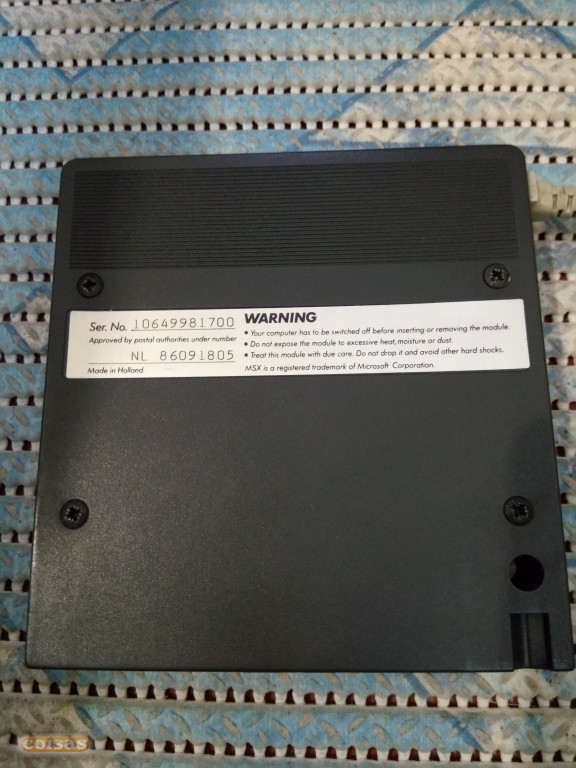 Ser. No. 10649981700
Approved by postal authorities under number
NL 86091805
Made in Holland
WARNING
• Your computer has to be switched off before inserting or removing the module.
• Do not expose the module to excessive heat, moisture or dust.
• Treat this module with due care. Do not drop it and avoid other hard shocks.
MSX is a registered trademark of Microsoft Corporation.
coisas